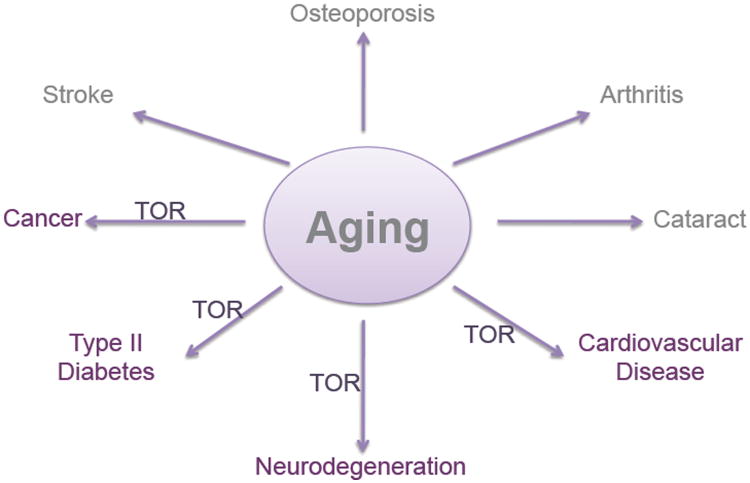 Osteoporosis
Stroke
Arthritis
Cancer
TOR
Aging
Cataract
TOR
TOR
Type II
Diabetes
Cardiovascular
Disease
TOR
Neurodegeneration